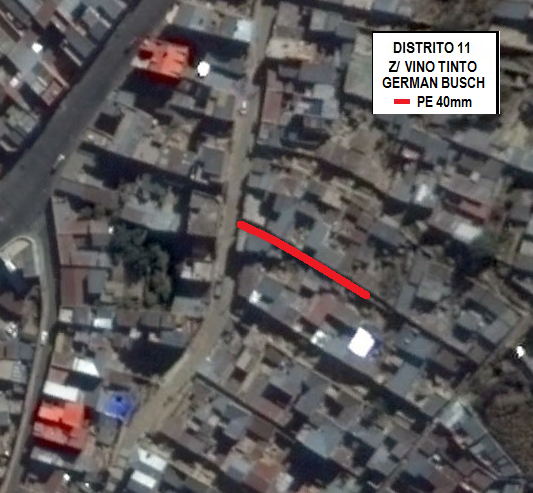 DISTRITO 11
Z/ VINO TINTO
GERMAN BUSCH
PE 40mm